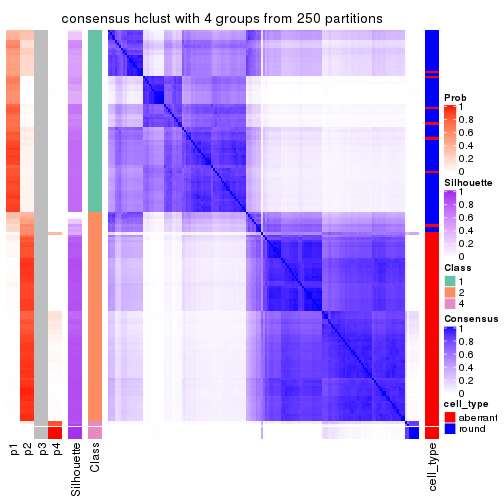 consensus hclust with 4 groups from 250 partitions
Prob
1
0.8
0.6
0.4
0.2
0
Silhouette
1
0.8
0.6
0.4
0.2
0
Class
1
2
4
Consensus
1
0.8
0.6
0.4
0.2
0
cell_type
aberrant
round
p1
p2
p3
p4
Silhouette
Class
cell_type